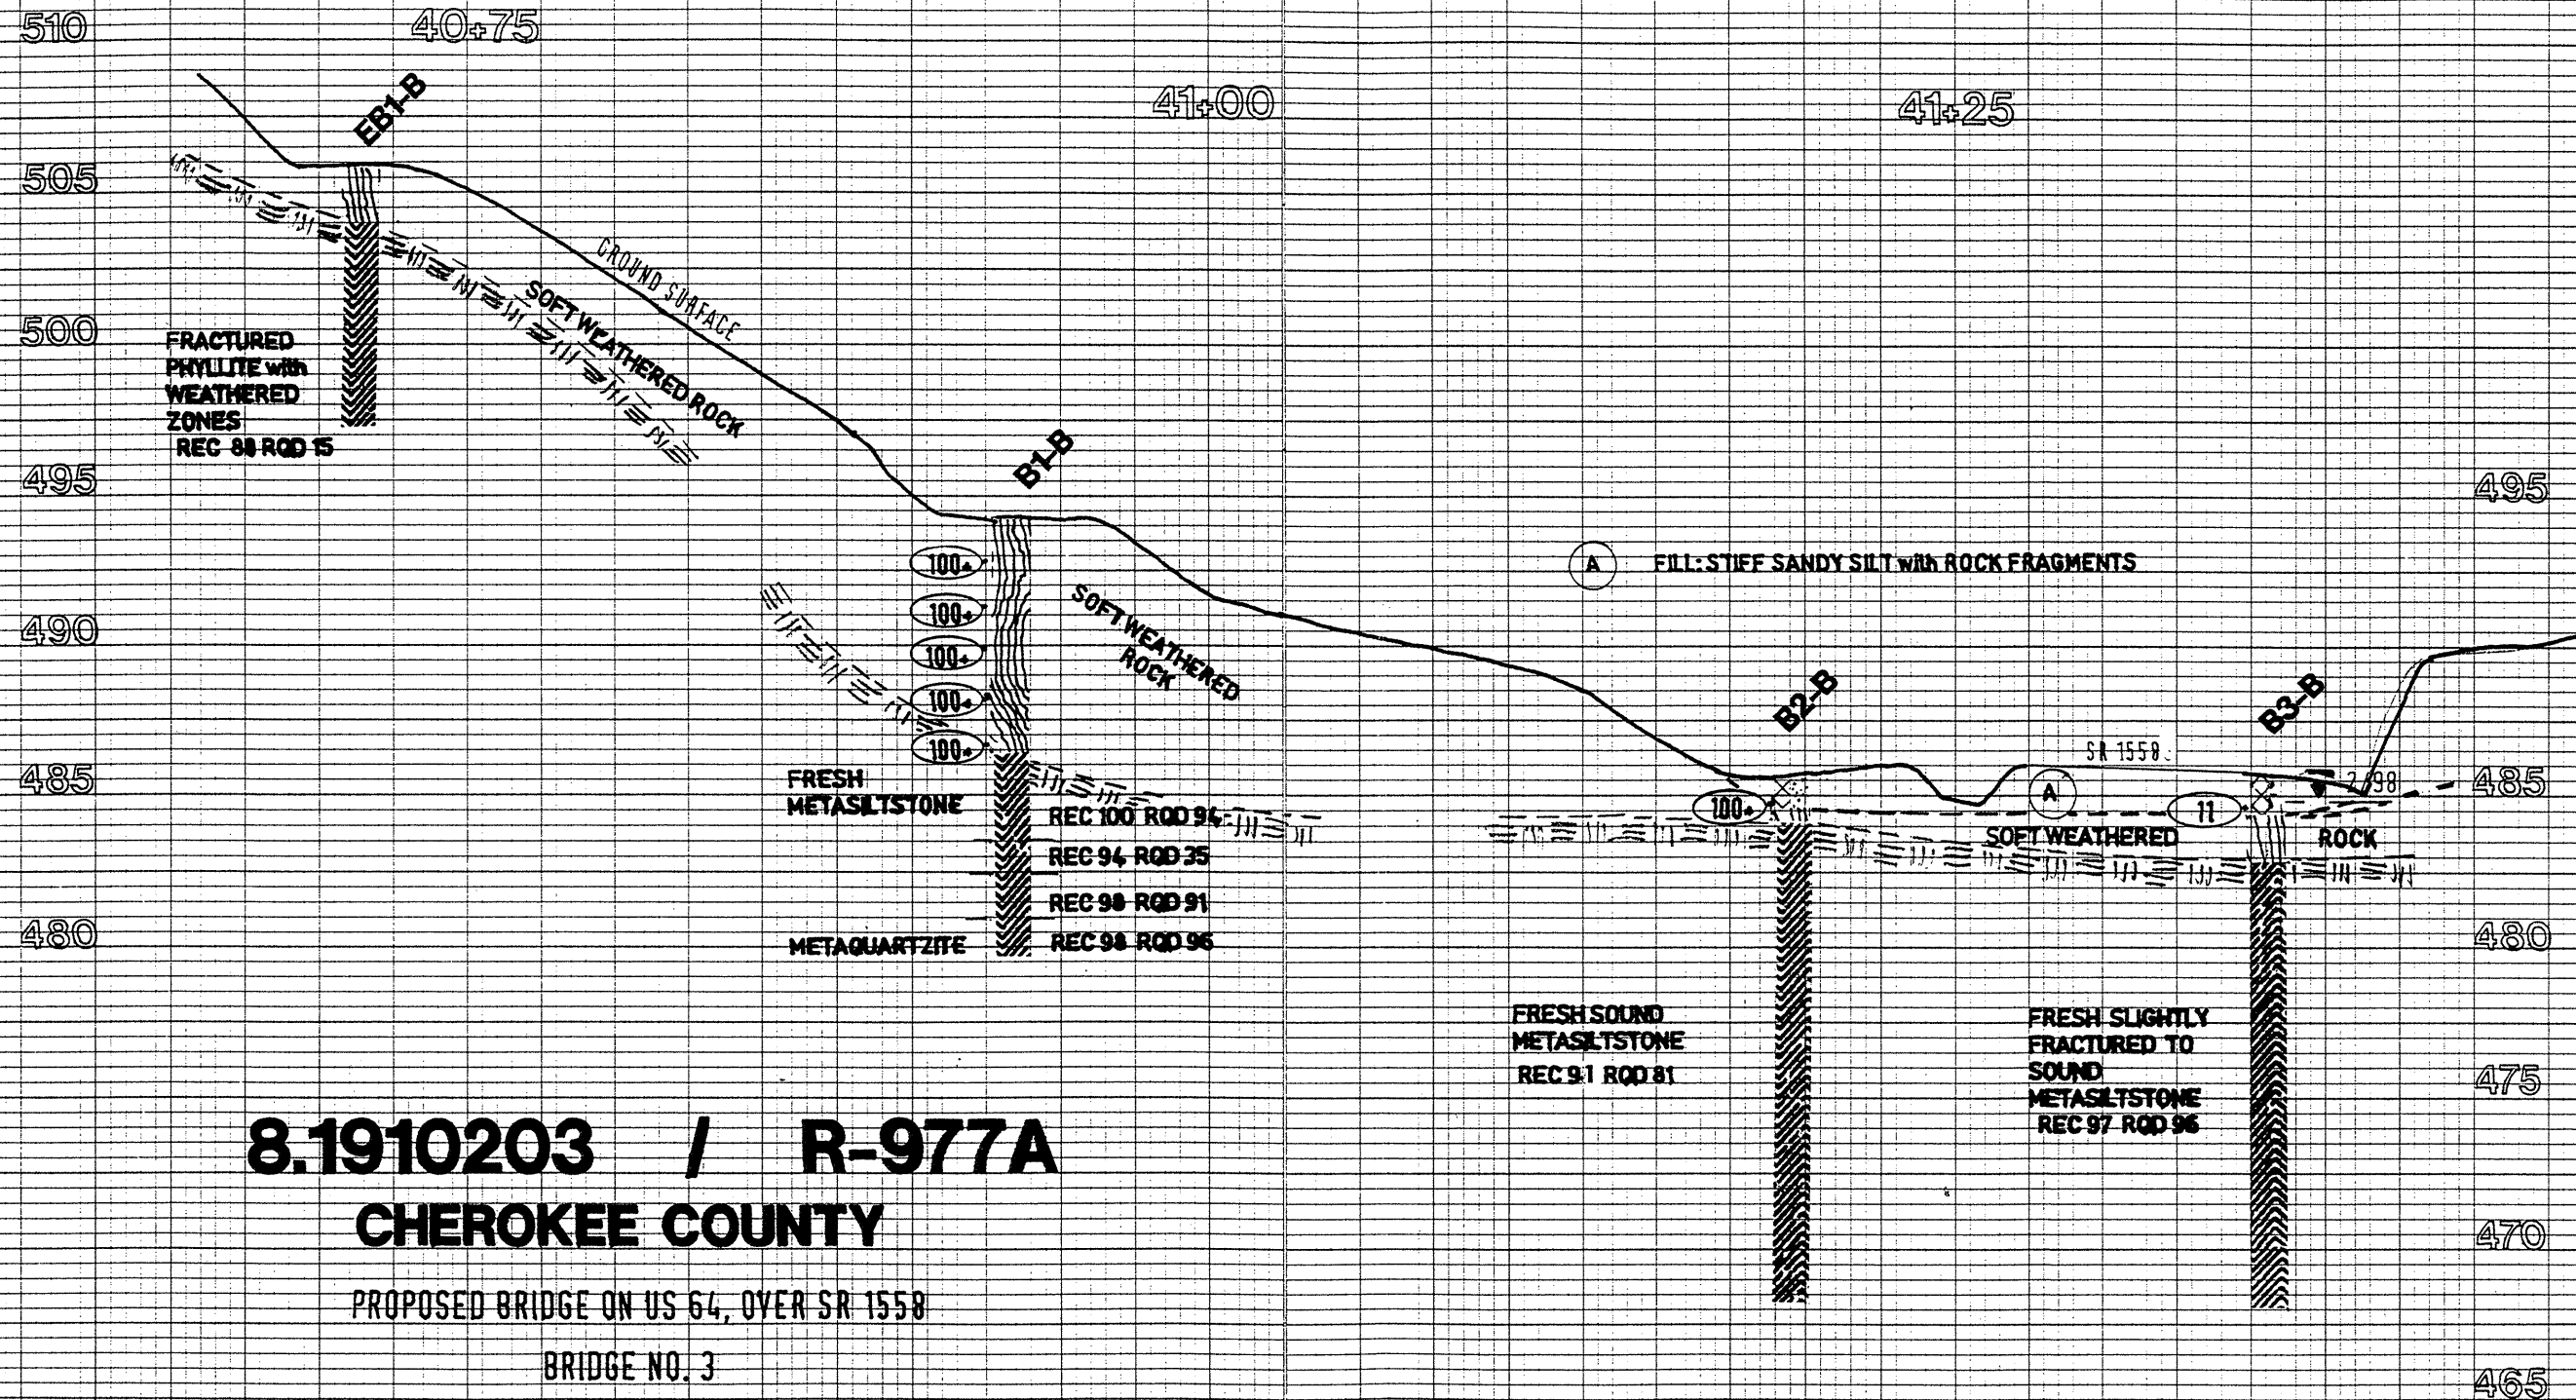 510
40+75
41+00
41+25
EB1-B
505
GROUND SURFACE
SOFT WEATHERED ROCK
500
FRACTURED
PHYLLITE with
WEATHERED
ZONES
REC 88 RQD 15
495
495
B1-B
100+
100+
100+
100+
100+
SOFT WEATHERED
ROCK
A FILL: STIFF SANDY SILT with ROCK FRAGMENTS
490
B2-B
B3-B
SR 1558
485
485
FRESH
METASILTSTONE
REC 100 RQD 94
REC 94 RQD 35
REC 98 RQD 91
REC 98 RQD 96
METAQUARTZITE
100+
A
11
SOFT WEATHERED ROCK
480
480
FRESH SOUND
METASILTSTONE
REC 91 RQD 81
FRESH SLIGHTLY
FRACTURED TO
SOUND
METASILTSTONE
REC 97 RQD 96
475
470
465
8.1910203 / R-977A
CHEROKEE COUNTY
PROPOSED BRIDGE ON US 64, OVER SR 1558
BRIDGE NO. 3